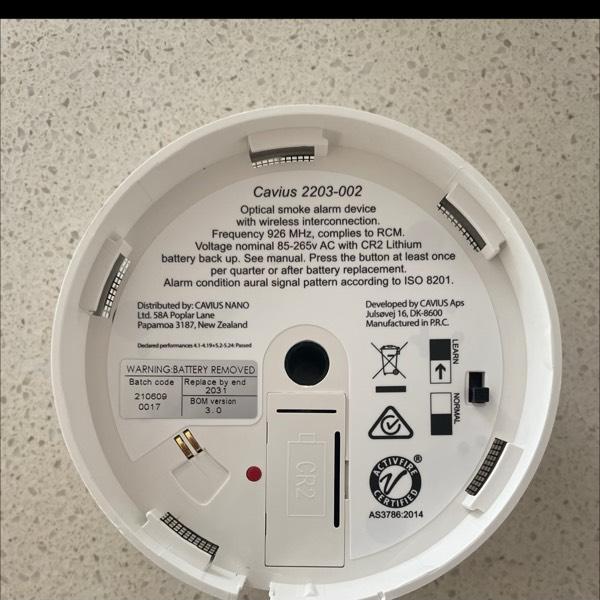 Cavius 2203-002
Optical smoke alarm device
with wireless interconnection.
Frequency 926 MHz, complies to RCM.
Voltage nominal 85-265v AC with CR2 Lithium
battery back up. See manual. Press the button at least once
per quarter or after battery replacement.
Alarm condition aural signal pattern according to ISO 8201.
Distributed by: CAVIUS NANO
Ltd. 58A Poplar Lane
Papamoa 3187, New Zealand
Developed by CAVIUS Aps
Julsøvej 16, DK-8600
Manufactured in P.R.C.
Declared performances 4.1-4.19+5.2-5.24: Passed
WARNING:BATTERY REMOVED
Batch code
210609
0017
Replace by end
2031
BOM version
3.0
LEARN
NORMAL
CR2
ACTIVFIRE ®
CERTIFIED
AS3786:2014